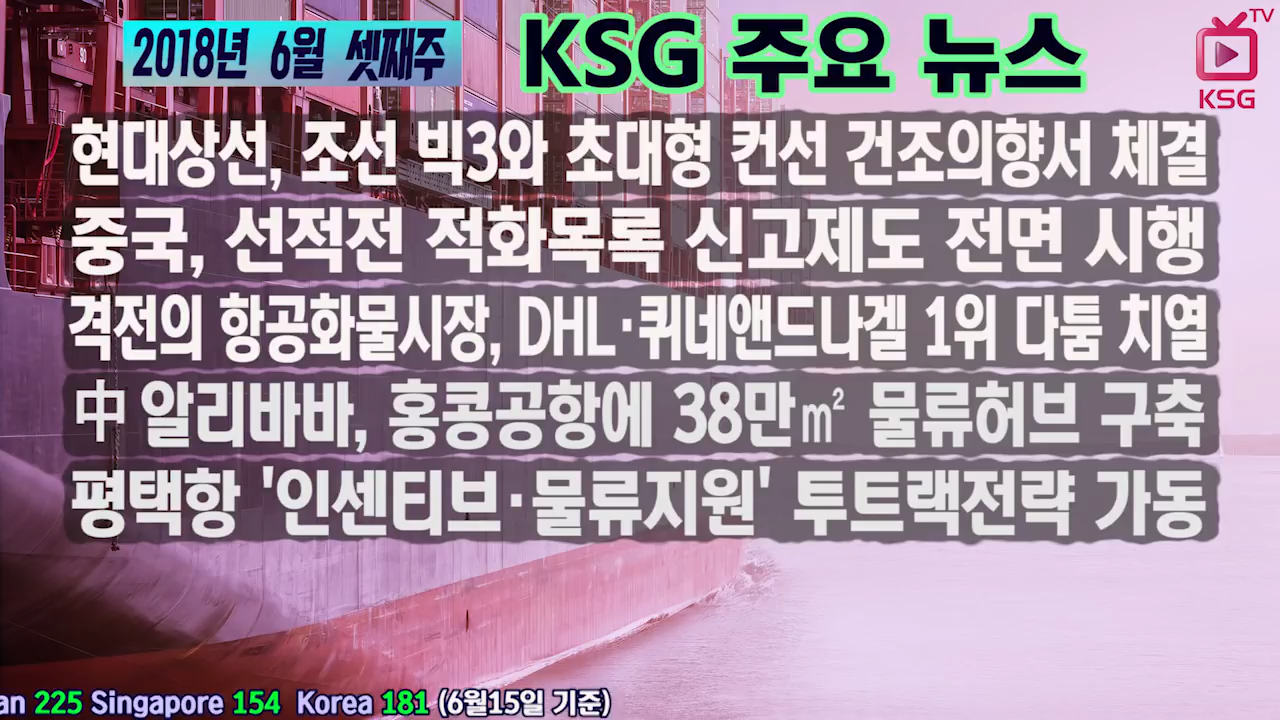 2018년 6월 셋째주
KSG 주요 뉴스
TV
KSG
현대상선, 조선 빅3와 초대형 컨선 건조의향서 체결
중국, 선적전 적화목록 신고제도 전면 시행
격전의 항공화물시장, DHL·퀴네앤드나겔 1위 다툼 치열
中 알리바바, 홍콩공항에 38만㎡ 물류허브 구축
평택항 '인센티브·물류지원' 투트랙전략 가동
an 225 Singapore 154 Korea 181 (6월15일 기준)